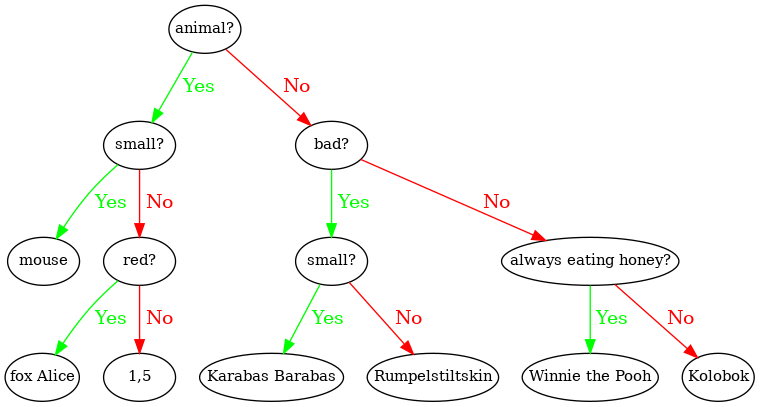 animal?
Yes
No
small?
bad?
Yes
No
Yes
No
mouse
red?
small?
always eating honey?
Yes
No
Yes
No
Yes
No
fox Alice
1,5
Karabas Barabas
Rumpelstiltskin
Winnie the Pooh
Kolobok